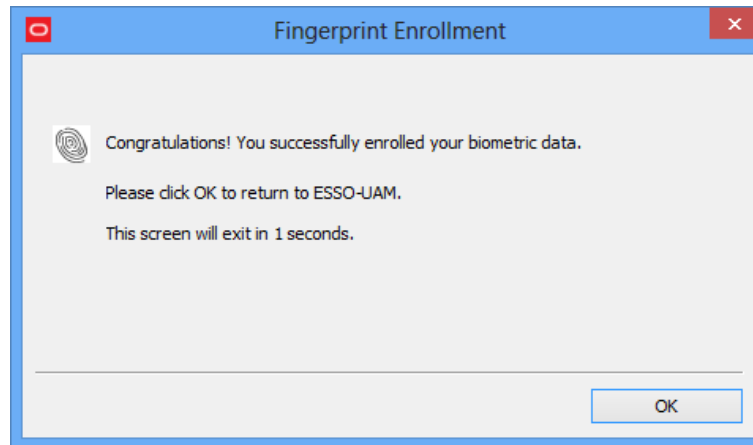 Fingerprint Enrollment
Congratulations! You successfully enrolled your biometric data.
Please click OK to return to ESSO-UAM.
This screen will exit in 1 seconds.
OK